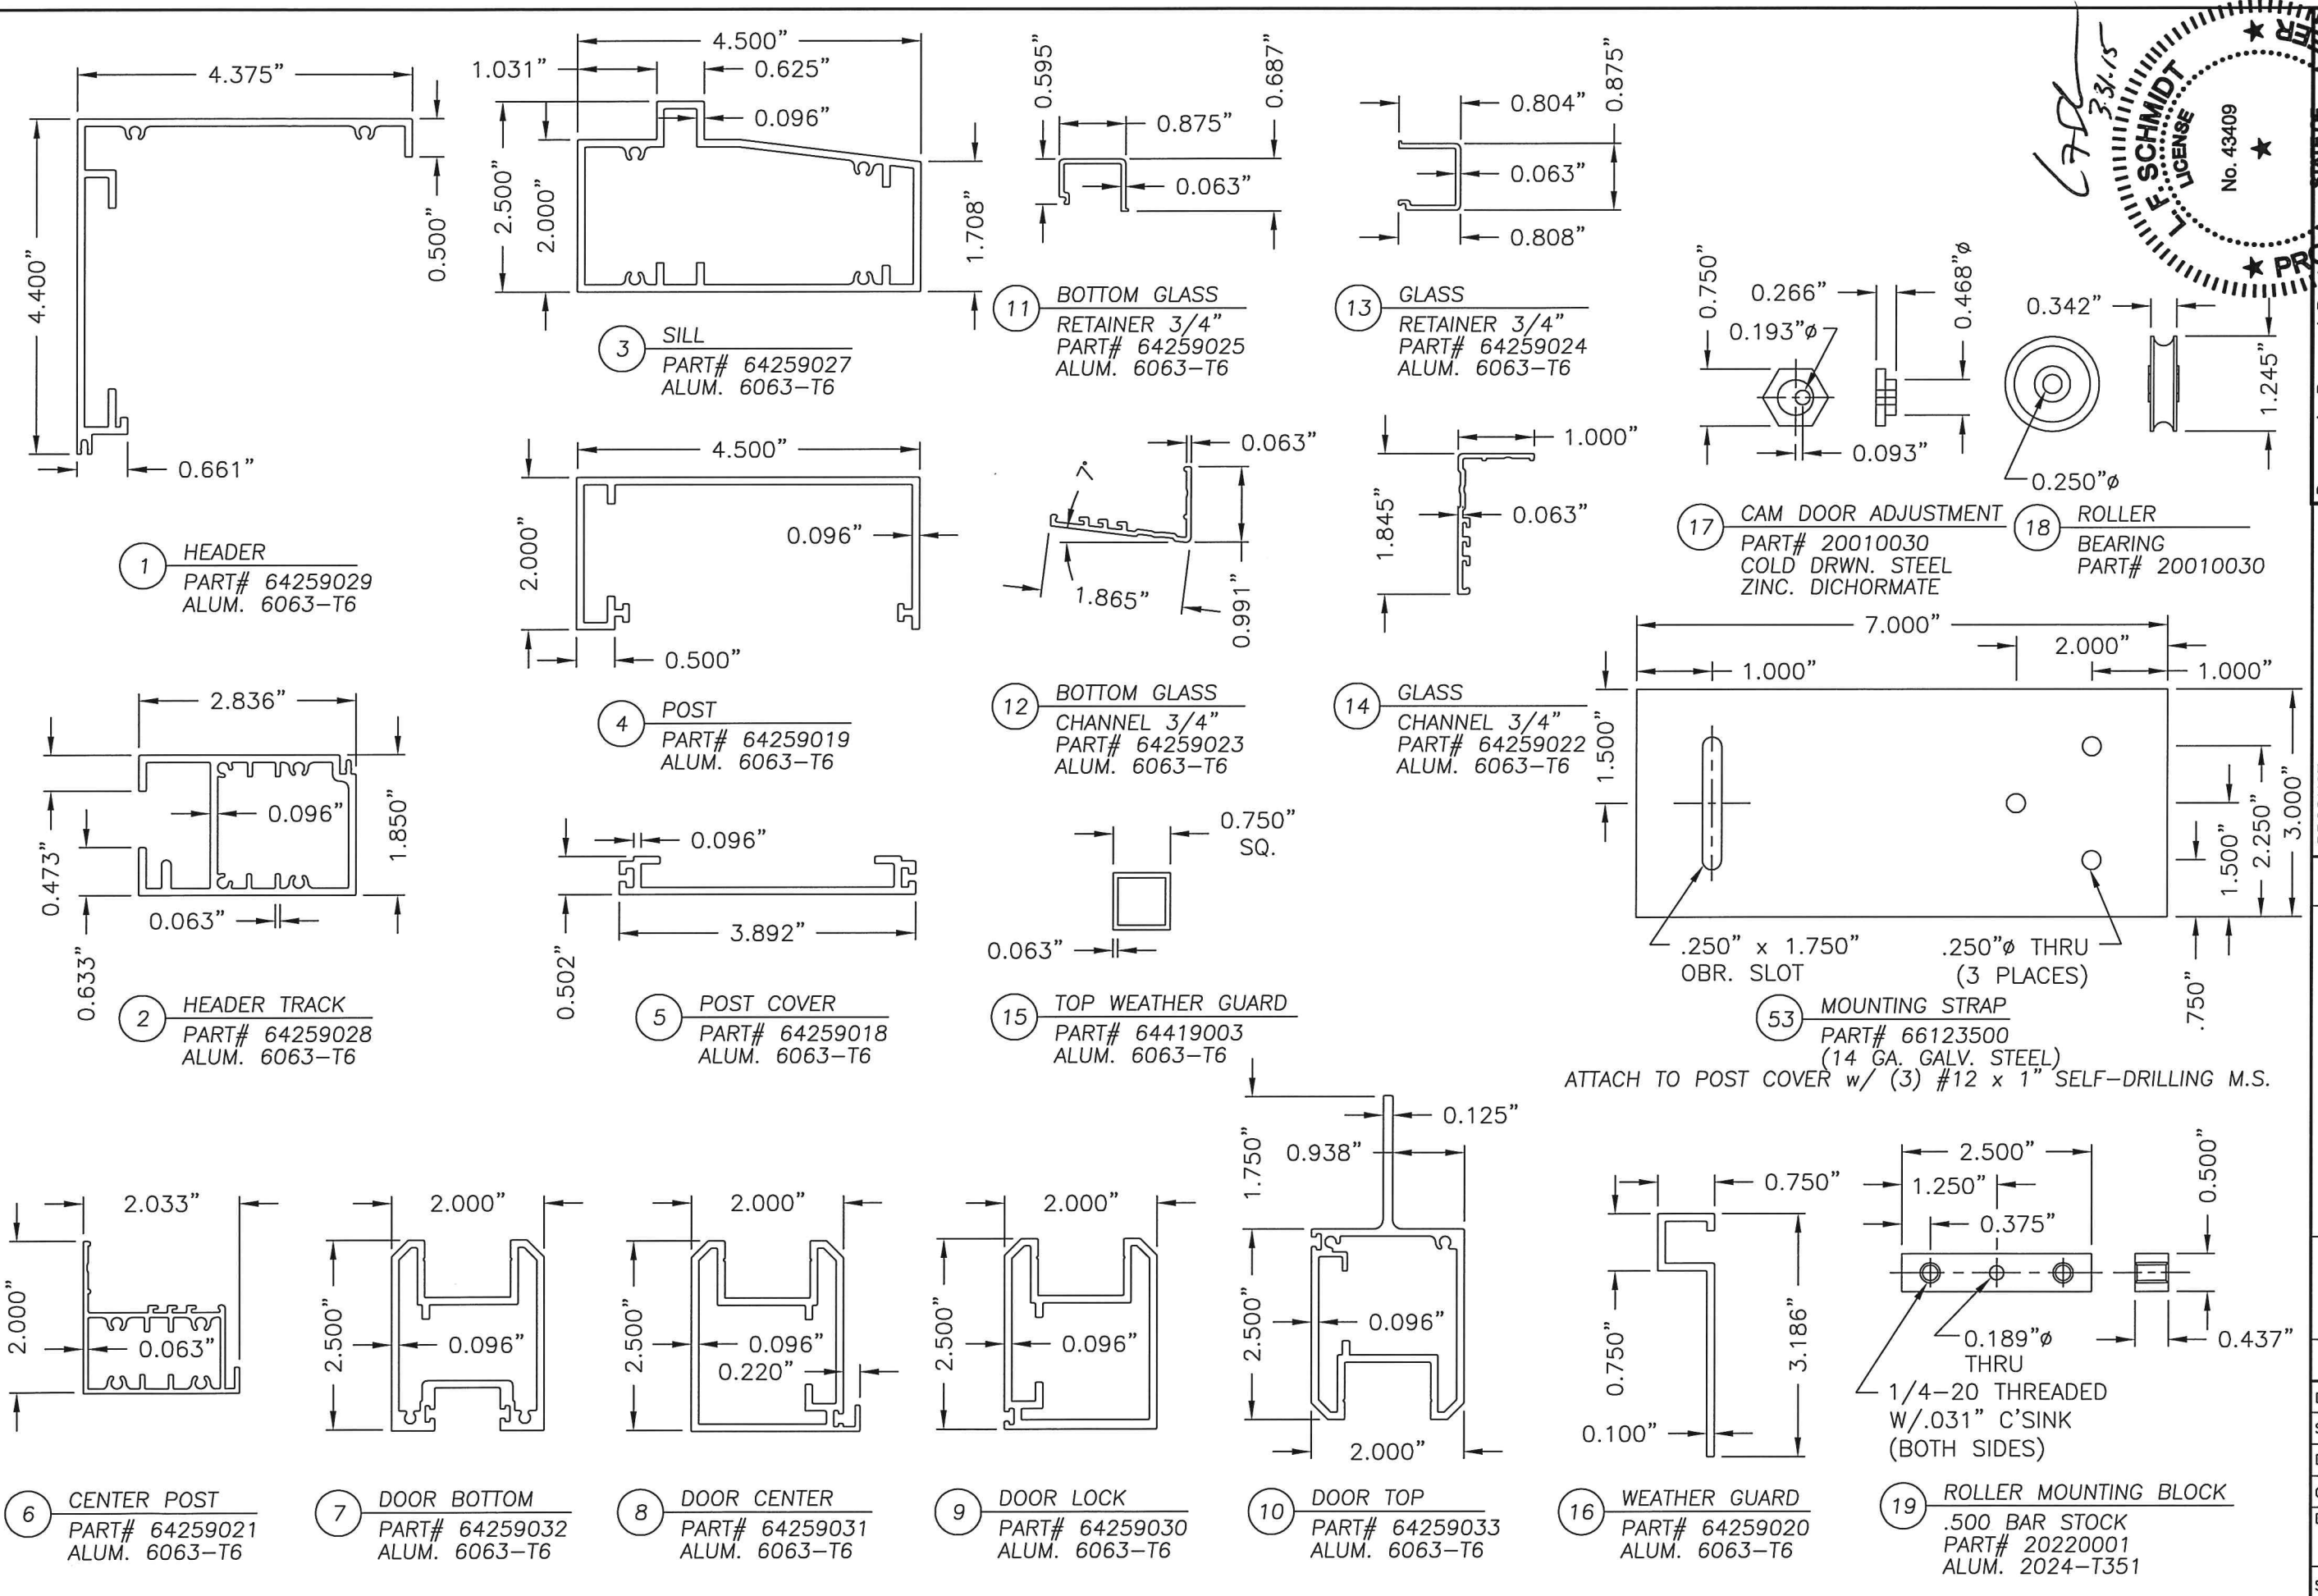 4.375"
4.400"
0.500"
0.661"
1 HEADER
PART# 64259029
ALUM. 6063-T6
4.500"
1.031"
0.625"
0.096"
2.500"
2.000"
1.708"
3 SILL
PART# 64259027
ALUM. 6063-T6
0.595"
0.687"
0.875"
0.063"
11 BOTTOM GLASS
RETAINER 3/4"
PART# 64259025
ALUM. 6063-T6
0.804"
0.875"
0.063"
0.808"
13 GLASS
RETAINER 3/4"
PART# 64259024
ALUM. 6063-T6
3.31.15
L. F. SCHMIDT
LICENSE
No. 43409
0.750"
0.266"
0.193"ø
0.468"ø
0.093"
17 CAM DOOR ADJUSTMENT
PART# 20010030
COLD DRWN. STEEL
ZINC. DICHORMATE
0.342"
1.245"
0.250"ø
18 ROLLER
BEARING
PART# 20010030
4.500"
2.000"
0.096"
0.500"
4 POST
PART# 64259019
ALUM. 6063-T6
0.063"
7°
1.865"
0.991"
12 BOTTOM GLASS
CHANNEL 3/4"
PART# 64259023
ALUM. 6063-T6
1.000"
1.845"
0.063"
14 GLASS
CHANNEL 3/4"
PART# 64259022
ALUM. 6063-T6
7.000"
2.000"
1.000"
1.000"
1.500"
1.500"
2.250"
3.000"
.750"
.250" x 1.750"
OBR. SLOT
.250"ø THRU
(3 PLACES)
53 MOUNTING STRAP
PART# 66123500
(14 GA. GALV. STEEL)
ATTACH TO POST COVER w/ (3) #12 x 1" SELF-DRILLING M.S.
2.836"
0.473"
0.096"
1.850"
0.063"
0.633"
2 HEADER TRACK
PART# 64259028
ALUM. 6063-T6
0.096"
3.892"
0.502"
5 POST COVER
PART# 64259018
ALUM. 6063-T6
0.750"
SQ.
0.063"
15 TOP WEATHER GUARD
PART# 64419003
ALUM. 6063-T6
2.033"
2.000"
0.063"
6 CENTER POST
PART# 64259021
ALUM. 6063-T6
2.000"
2.500"
0.096"
7 DOOR BOTTOM
PART# 64259032
ALUM. 6063-T6
2.000"
2.500"
0.096"
0.220"
8 DOOR CENTER
PART# 64259031
ALUM. 6063-T6
2.000"
2.500"
0.096"
9 DOOR LOCK
PART# 64259030
ALUM. 6063-T6
0.125"
1.750"
0.938"
2.500"
0.096"
2.000"
10 DOOR TOP
PART# 64259033
ALUM. 6063-T6
0.750"
0.750"
3.186"
0.100"
16 WEATHER GUARD
PART# 64259020
ALUM. 6063-T6
2.500"
1.250"
0.375"
0.500"
0.437"
0.189"ø
THRU
1/4-20 THREADED
W/.031" C'SINK
(BOTH SIDES)
19 ROLLER MOUNTING BLOCK
.500 BAR STOCK
PART# 20220001
ALUM. 2024-T351